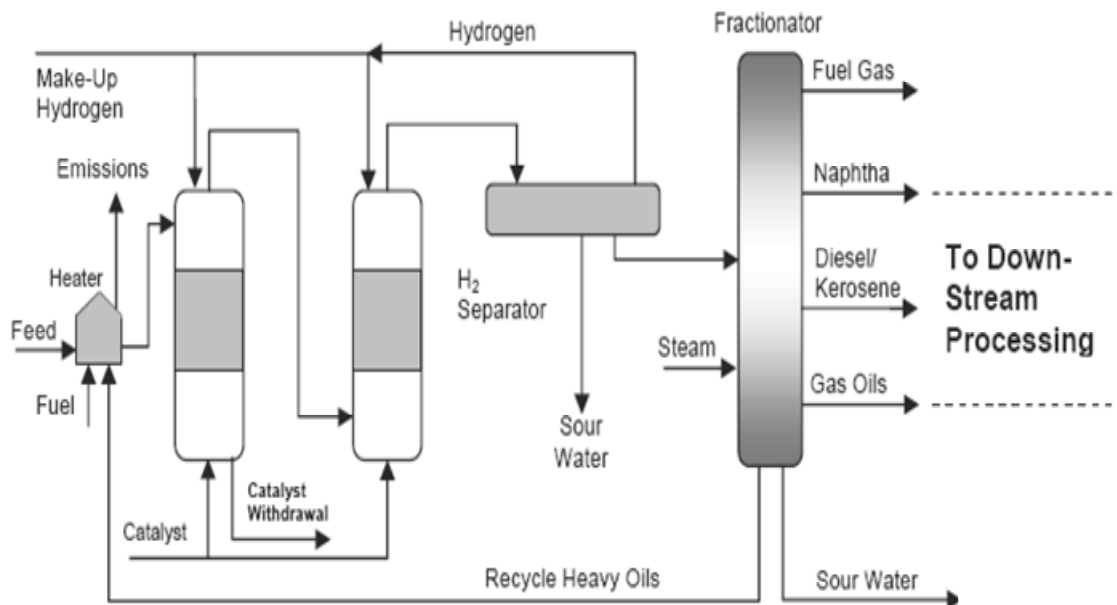 Fractionator
Hydrogen
Make-Up
Hydrogen
Fuel Gas
Emissions
Naphtha
Heater
H2
Separator
Diesel/
Kerosene
To Down-
Stream
Processing
Feed
Steam
Gas Oils
Fuel
Sour
Water
Catalyst
Withdrawal
Catalyst
Recycle Heavy Oils
Sour Water